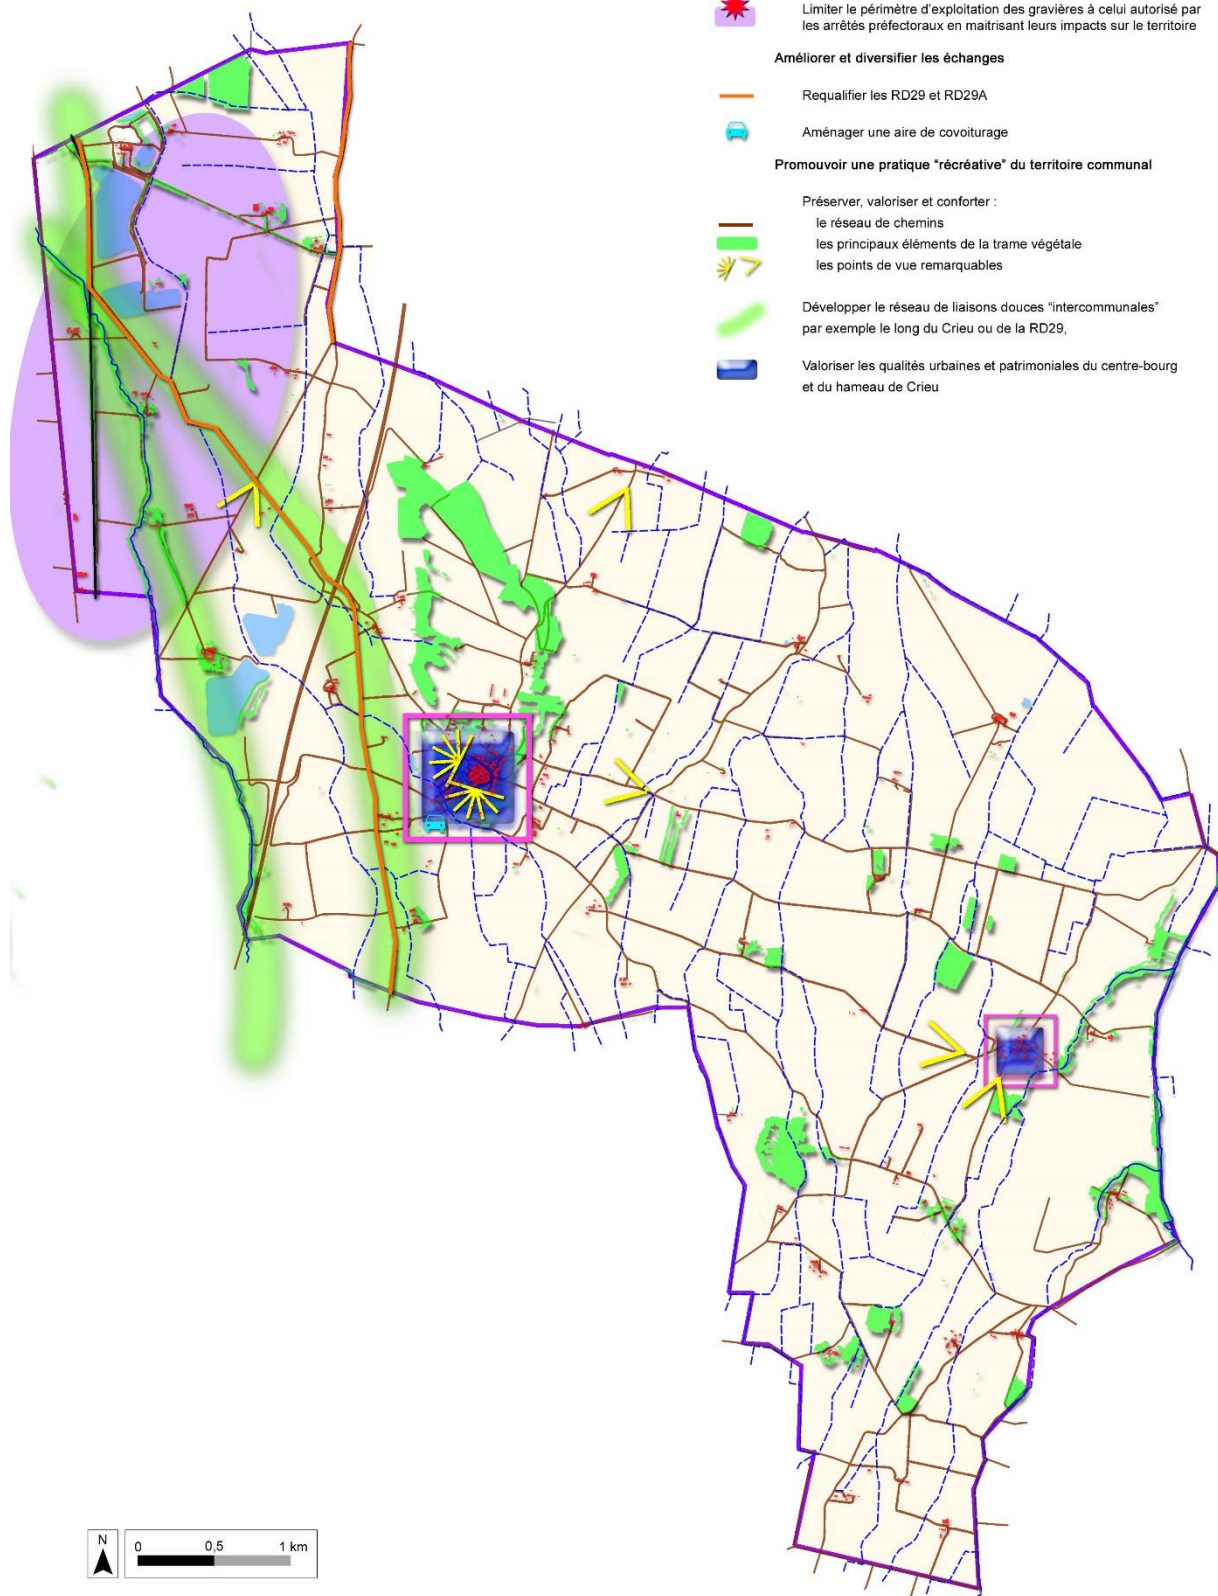 Limiter le périmètre d'exploitation des gravières à celui autorisé par
les arrêtés préfectoraux en maitrisant leurs impacts sur le territoire
Améliorer et diversifier les échanges
Requalifier les RD29 et RD29A
Aménager une aire de covoiturage
Promouvoir une pratique "récréative" du territoire communal
Préserver, valoriser et conforter :
le réseau de chemins
les principaux éléments de la trame végétale
les points de vue remarquables
Développer le réseau de liaisons douces "intercommunales"
par exemple le long du Crieu ou de la RD29,
Valoriser les qualités urbaines et patrimoniales du centre-bourg
et du hameau de Crieu
N
0 0,5 1 km